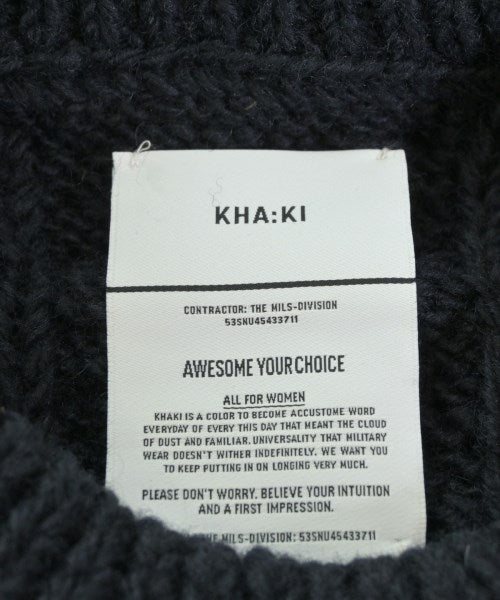 KHA:KI
CONTRACTOR: THE MILS-DIVISION
53SNU45433711
AWESOME YOUR CHOICE
ALL FOR WOMEN
KHAKI IS A COLOR TO BECOME ACCUSTOME WORD
EVERYDAY OF EVERY THIS DAY THAT MEANT THE CLOUD
OF DUST AND FAMILIAR. UNIVERSALITY THAT MILITARY
WEAR DOESN'T WITHER INDEFINITELY. WE WANT YOU
TO KEEP PUTTING IN ON LONGING VERY MUCH.
PLEASE DON'T WORRY. BELIEVE YOUR INTUITION
AND A FIRST IMPRESSION.
THE MILS-DIVISION: 53SNU45433711